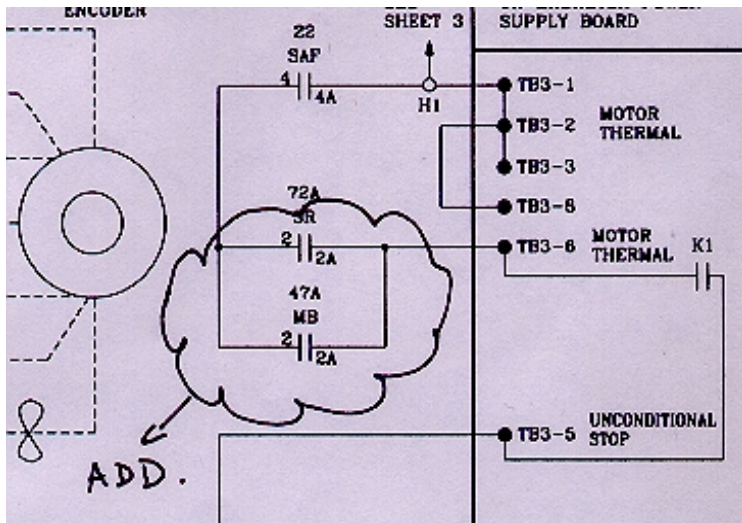 ENCODER
SHEET 3
SUPPLY BOARD
22
SAF
4
4A
H1
TB3-1
TB3-2
MOTOR
THERMAL
TB3-3
TB3-8
72A
SR
2
2A
TB3-6
MOTOR
THERMAL
K1
47A
MB
2
2A
TB3-5
UNCONDITIONAL
STOP
ADD.